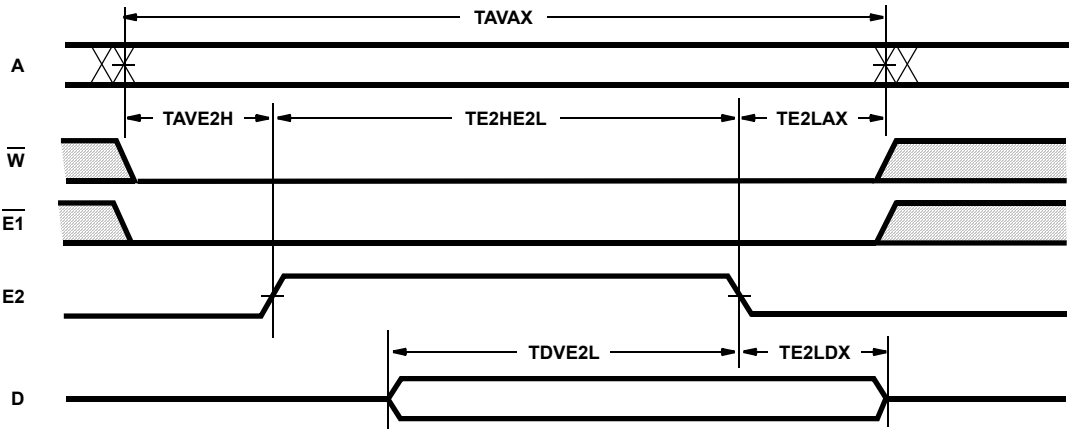 TAVAX
A
TAVE2H TE2HE2L TE2LAX
W
E1
E2
TDVE2L TE2LDX
D